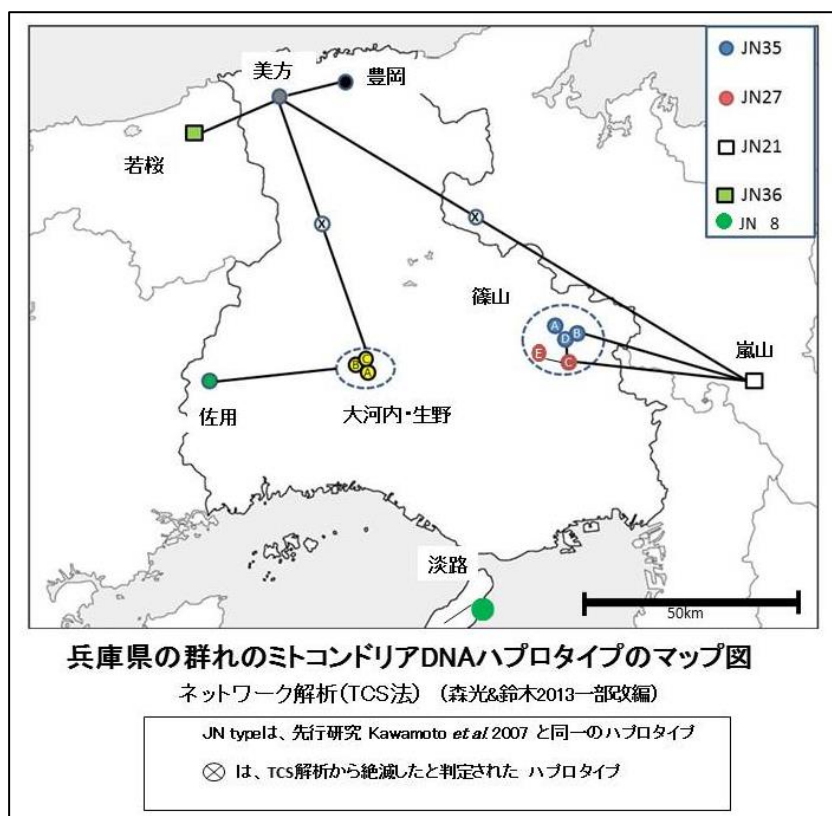 美方
豊岡
若桜
篠山
嵐山
佐用
大河内・生野
淡路
X
X
A
B
D
E
C
B
C
A
JN35
JN27
JN21
JN36
JN 8
50km
兵庫県の群れのミトコンドリアDNAハプロタイプのマップ図
ネットワーク解析(TCS法) (森光&鈴木2013一部改編)
JN typeは、先行研究 Kawamoto et al. 2007 と同一のハプロタイプ
は、TCS解析から絶滅したと判定された ハプロタイプ